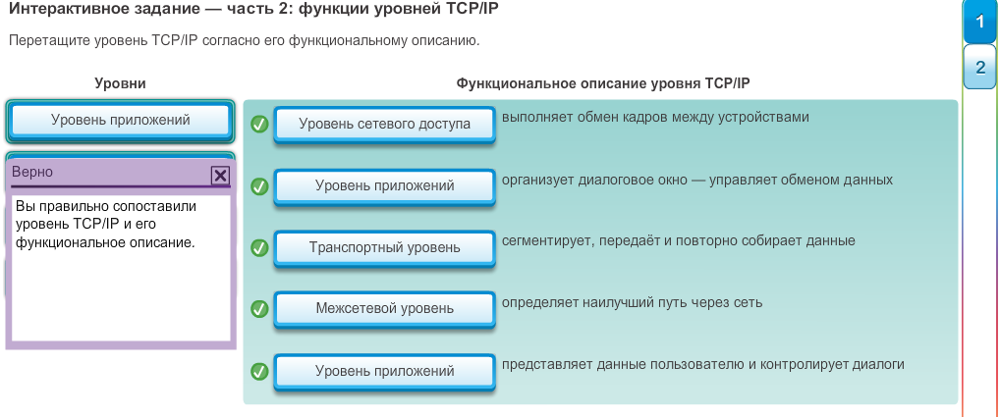 Интерактивное задание — часть 2: функции уровней TCP/IP
1
Перетащите уровень TCP/IP согласно его функциональному описанию.
2
Уровни
Функциональное описание уровня TCP/IP
Уровень приложений
Уровень сетевого доступа
выполняет обмен кадров между устройствами
Верно
Вы правильно сопоставили
уровень TCP/IP и его
функциональное описание.
Уровень приложений
организует диалоговое окно — управляет обменом данных
Транспортный уровень
сегментирует, передаёт и повторно собирает данные
Межсетевой уровень
определяет наилучший путь через сеть
Уровень приложений
представляет данные пользователю и контролирует диалоги